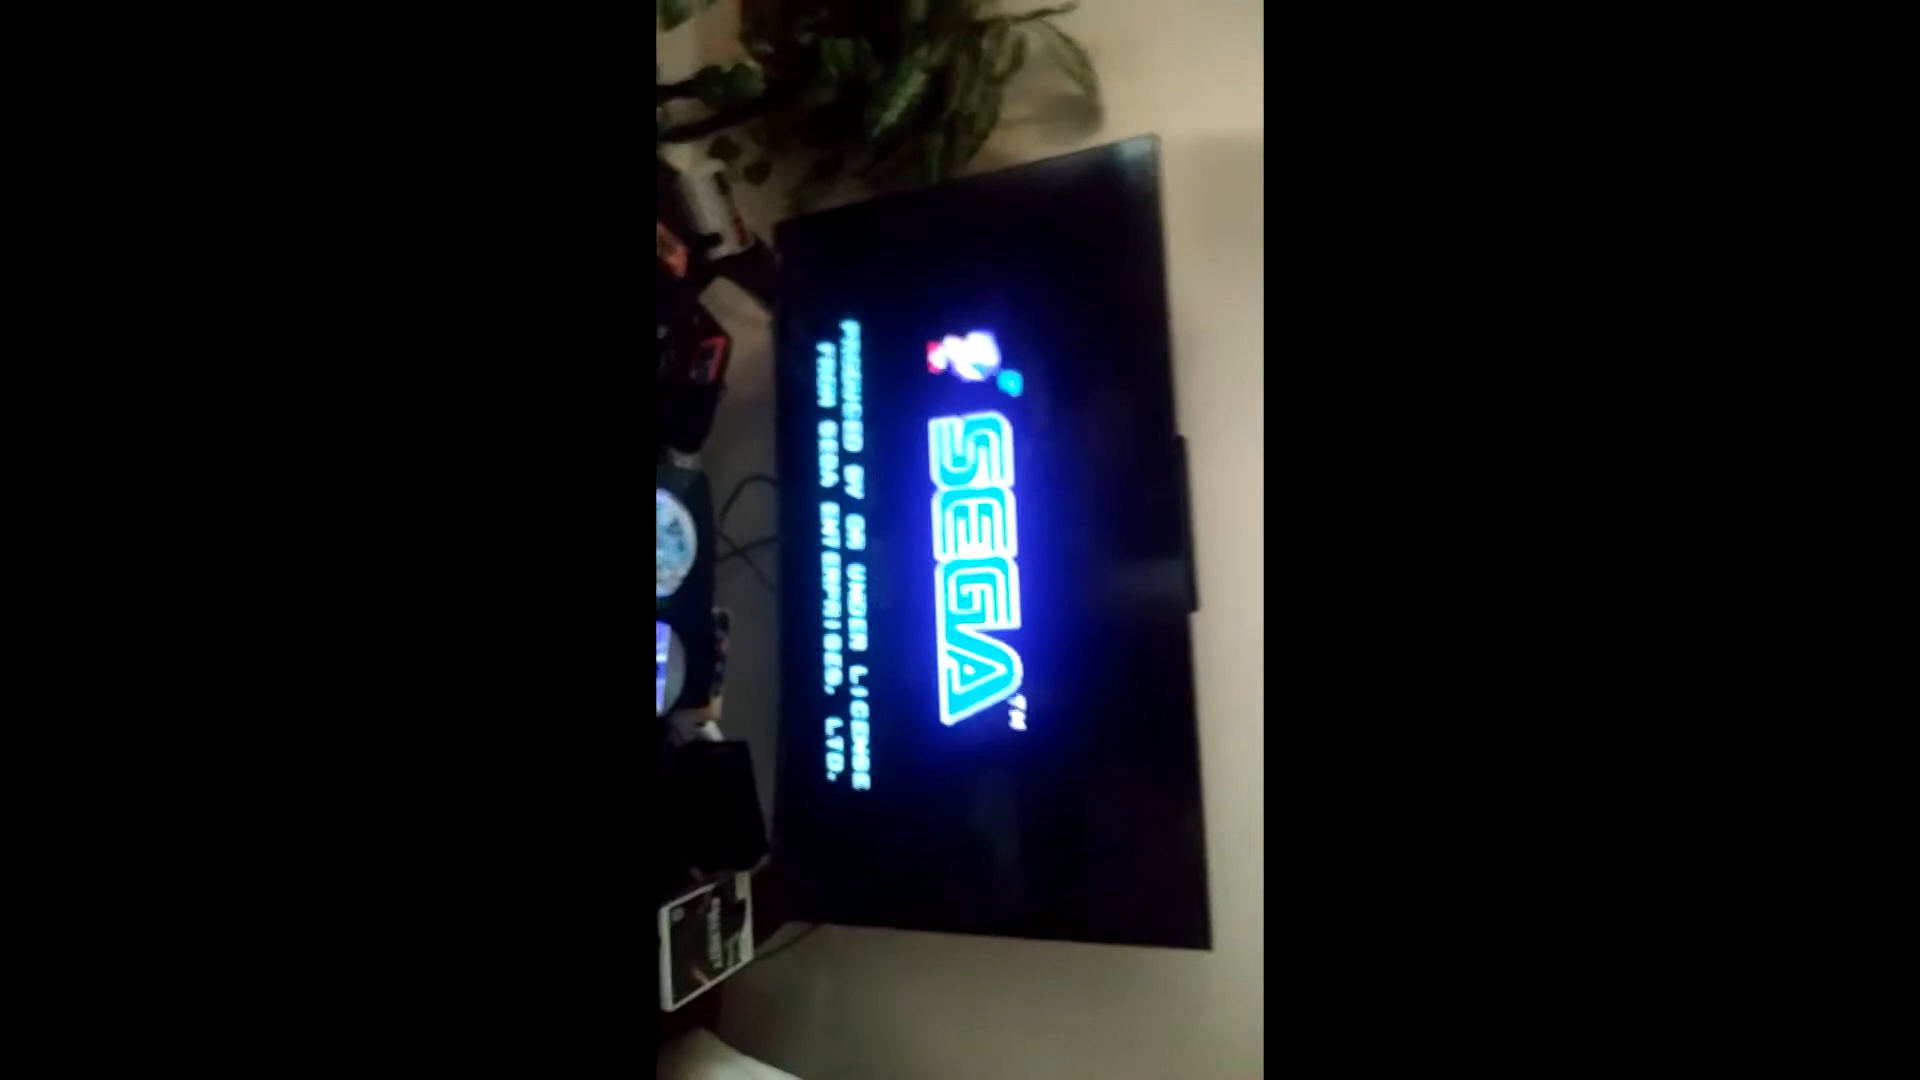 SEGA™
PRODUCED BY OR UNDER LICENSE
FROM SEGA ENTERPRISES, LTD.